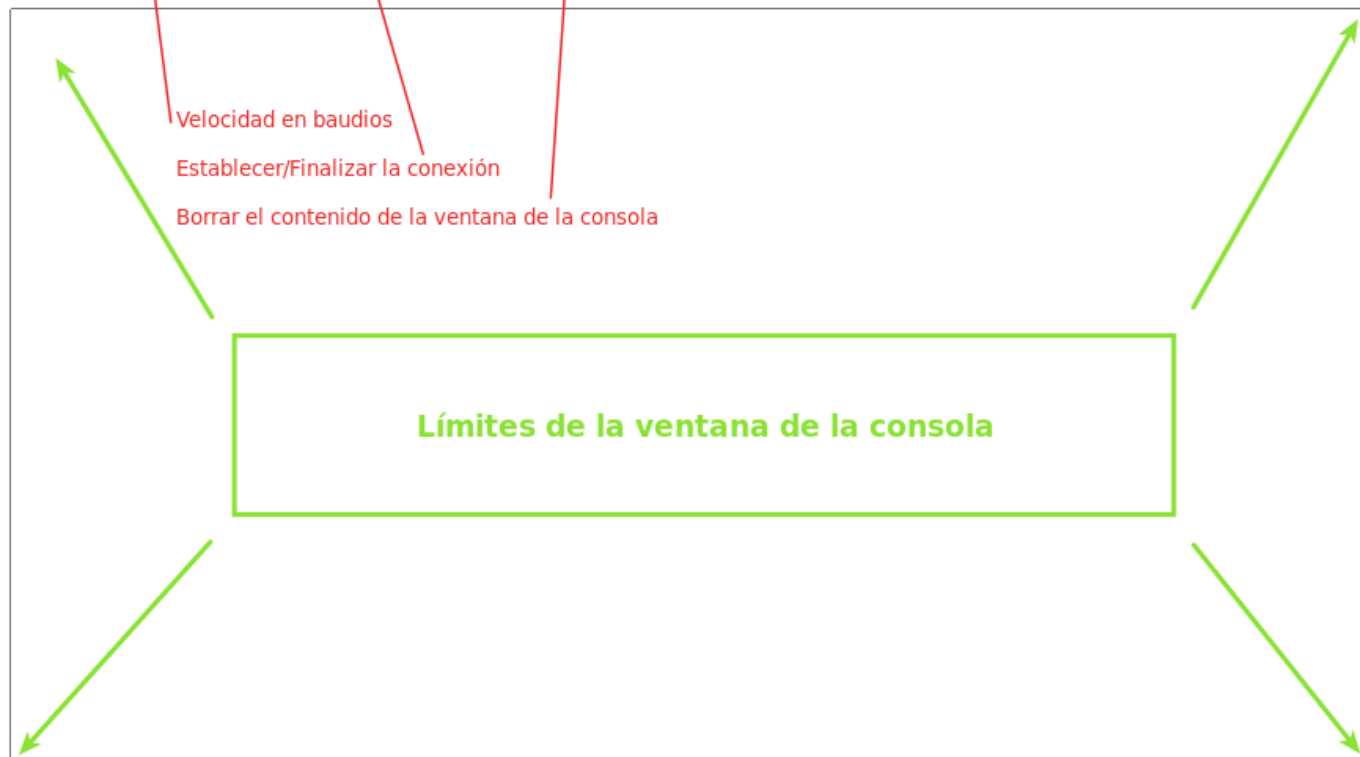 Velocidad en baudios
Establecer/Finalizar la conexión
Borrar el contenido de la ventana de la consola
Límites de la ventana de la consola